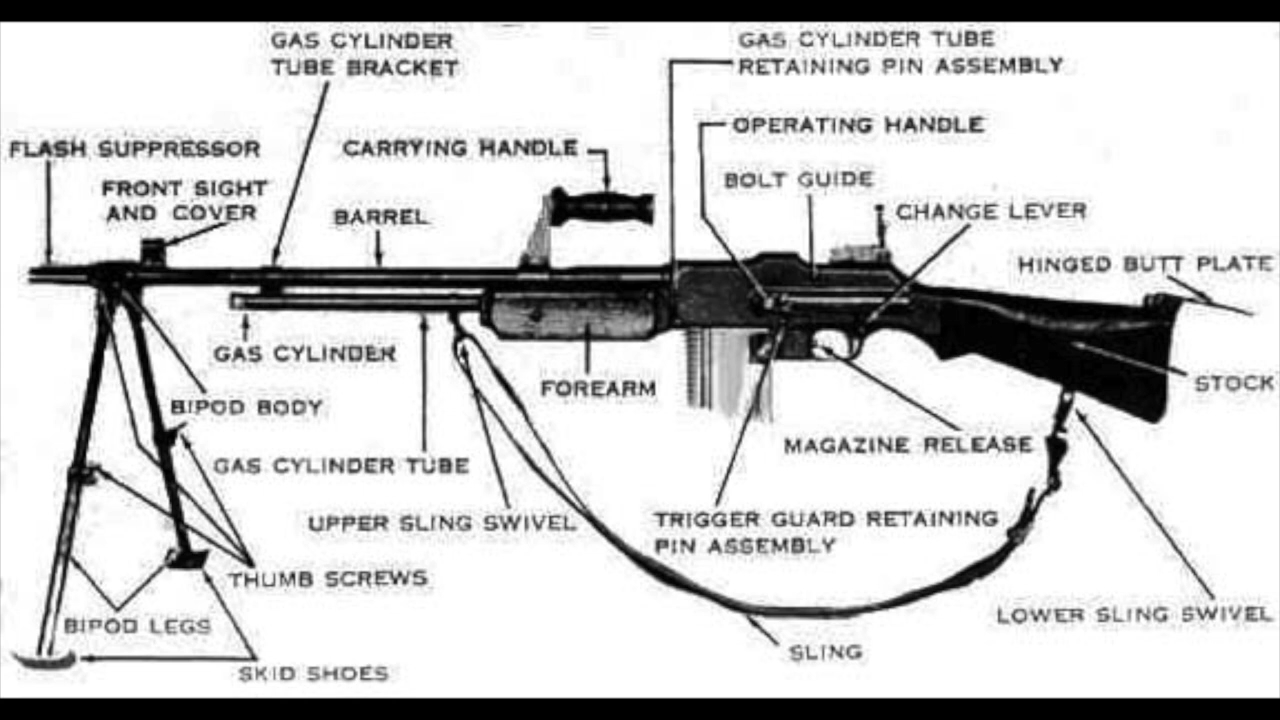 GAS CYLINDER
TUBE BRACKET
GAS CYLINDER TUBE
RETAINING PIN ASSEMBLY
OPERATING HANDLE
FLASH SUPPRESSOR
CARRYING HANDLE
FRONT SIGHT
AND COVER
BARREL
BOLT GUIDE
CHANGE LEVER
HINGED BUTT PLATE
GAS CYLINDER
FOREARM
STOCK
BIPOD BODY
MAGAZINE RELEASE
GAS CYLINDER TUBE
UPPER SLING SWIVEL
TRIGGER GUARD RETAINING
PIN ASSEMBLY
THUMB SCREWS
LOWER SLING SWIVEL
BIPOD LEGS
SLING
SKID SHOES